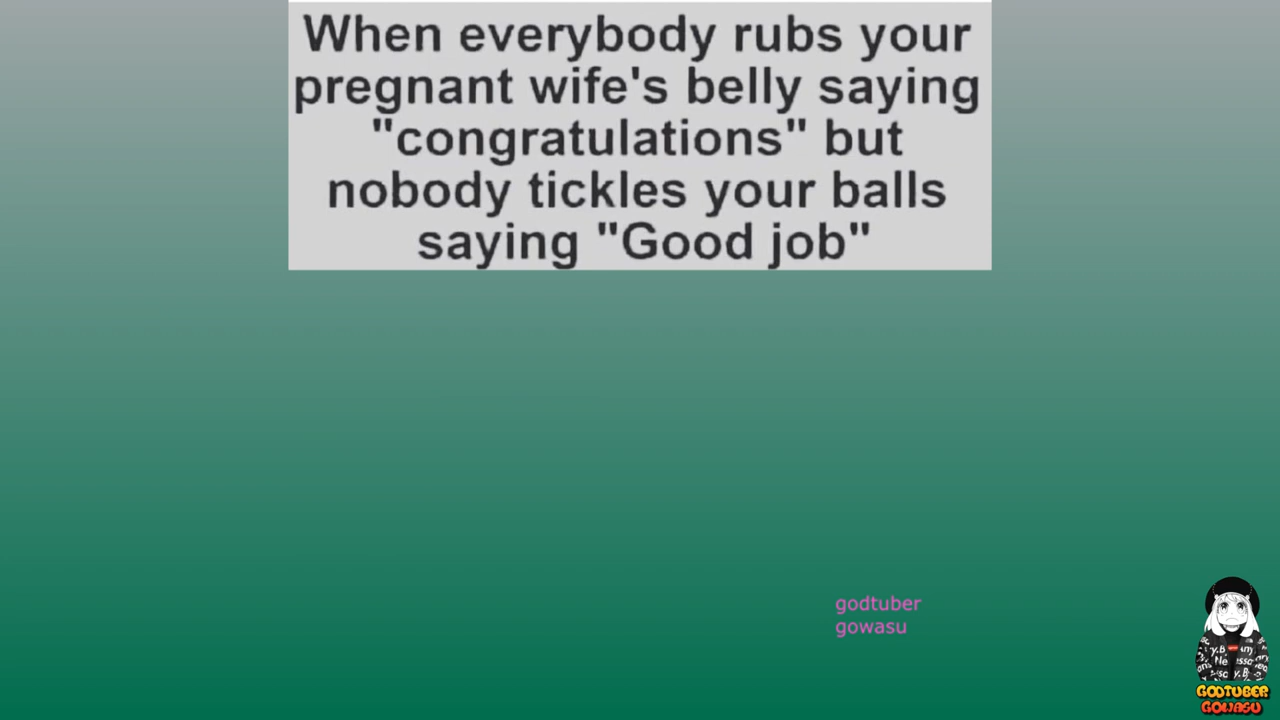 When everybody rubs your
pregnant wife's belly saying
"congratulations" but
nobody tickles your balls
saying "Good job"
godtuber
gowasu
GODTUBER
GOWASU